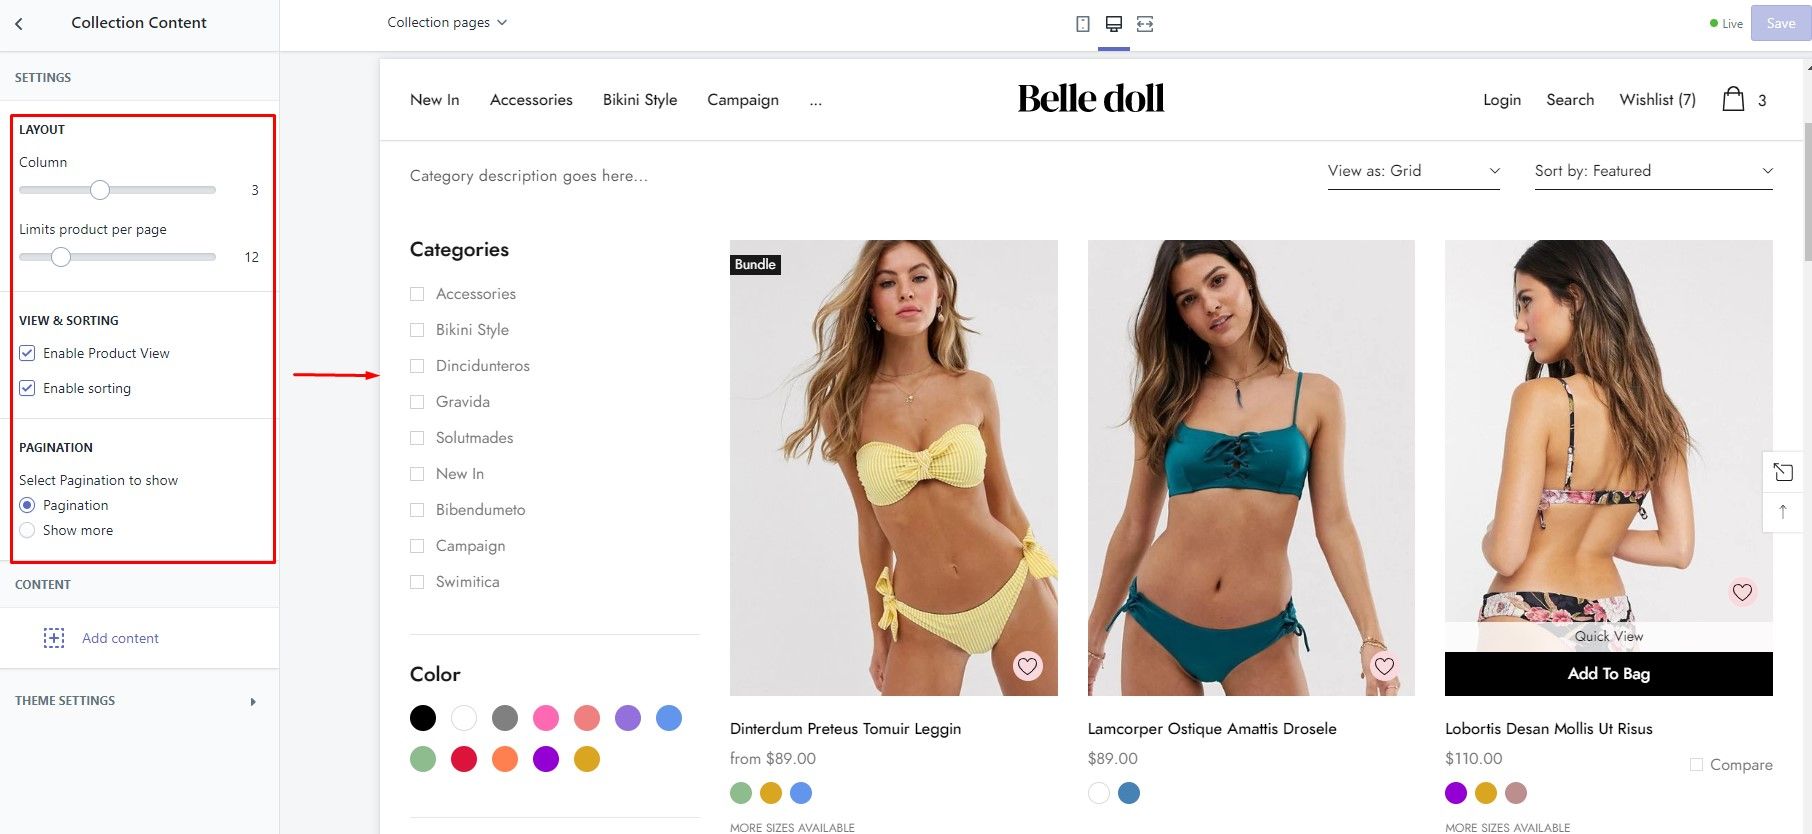 Collection Content
Collection pages
Live
Save
SETTINGS
LAYOUT
Column
3
Limits product per page
12
VIEW & SORTING
Enable Product View
Enable sorting
PAGINATION
Select Pagination to show
Pagination
Show more
CONTENT
Add content
THEME SETTINGS
New In Accessories Bikini Style Campaign ...
Belle doll
Login Search Wishlist (7) 3
Category description goes here...
View as: Grid
Sort by: Featured
Categories
Accessories
Bikini Style
Dincidunteros
Gravida
Solutmades
New In
Bibendumeto
Campaign
Swimitica
Color
Bundle
Dinterdum Preteus Tomuir Leggin
from $89.00
MORE SIZES AVAILABLE
Lamcorper Ostique Amattis Drosele
$89.00
Quick View
Add To Bag
Lobortis Desan Mollis Ut Risus
$110.00
Compare
MORE SIZES AVAILABLE